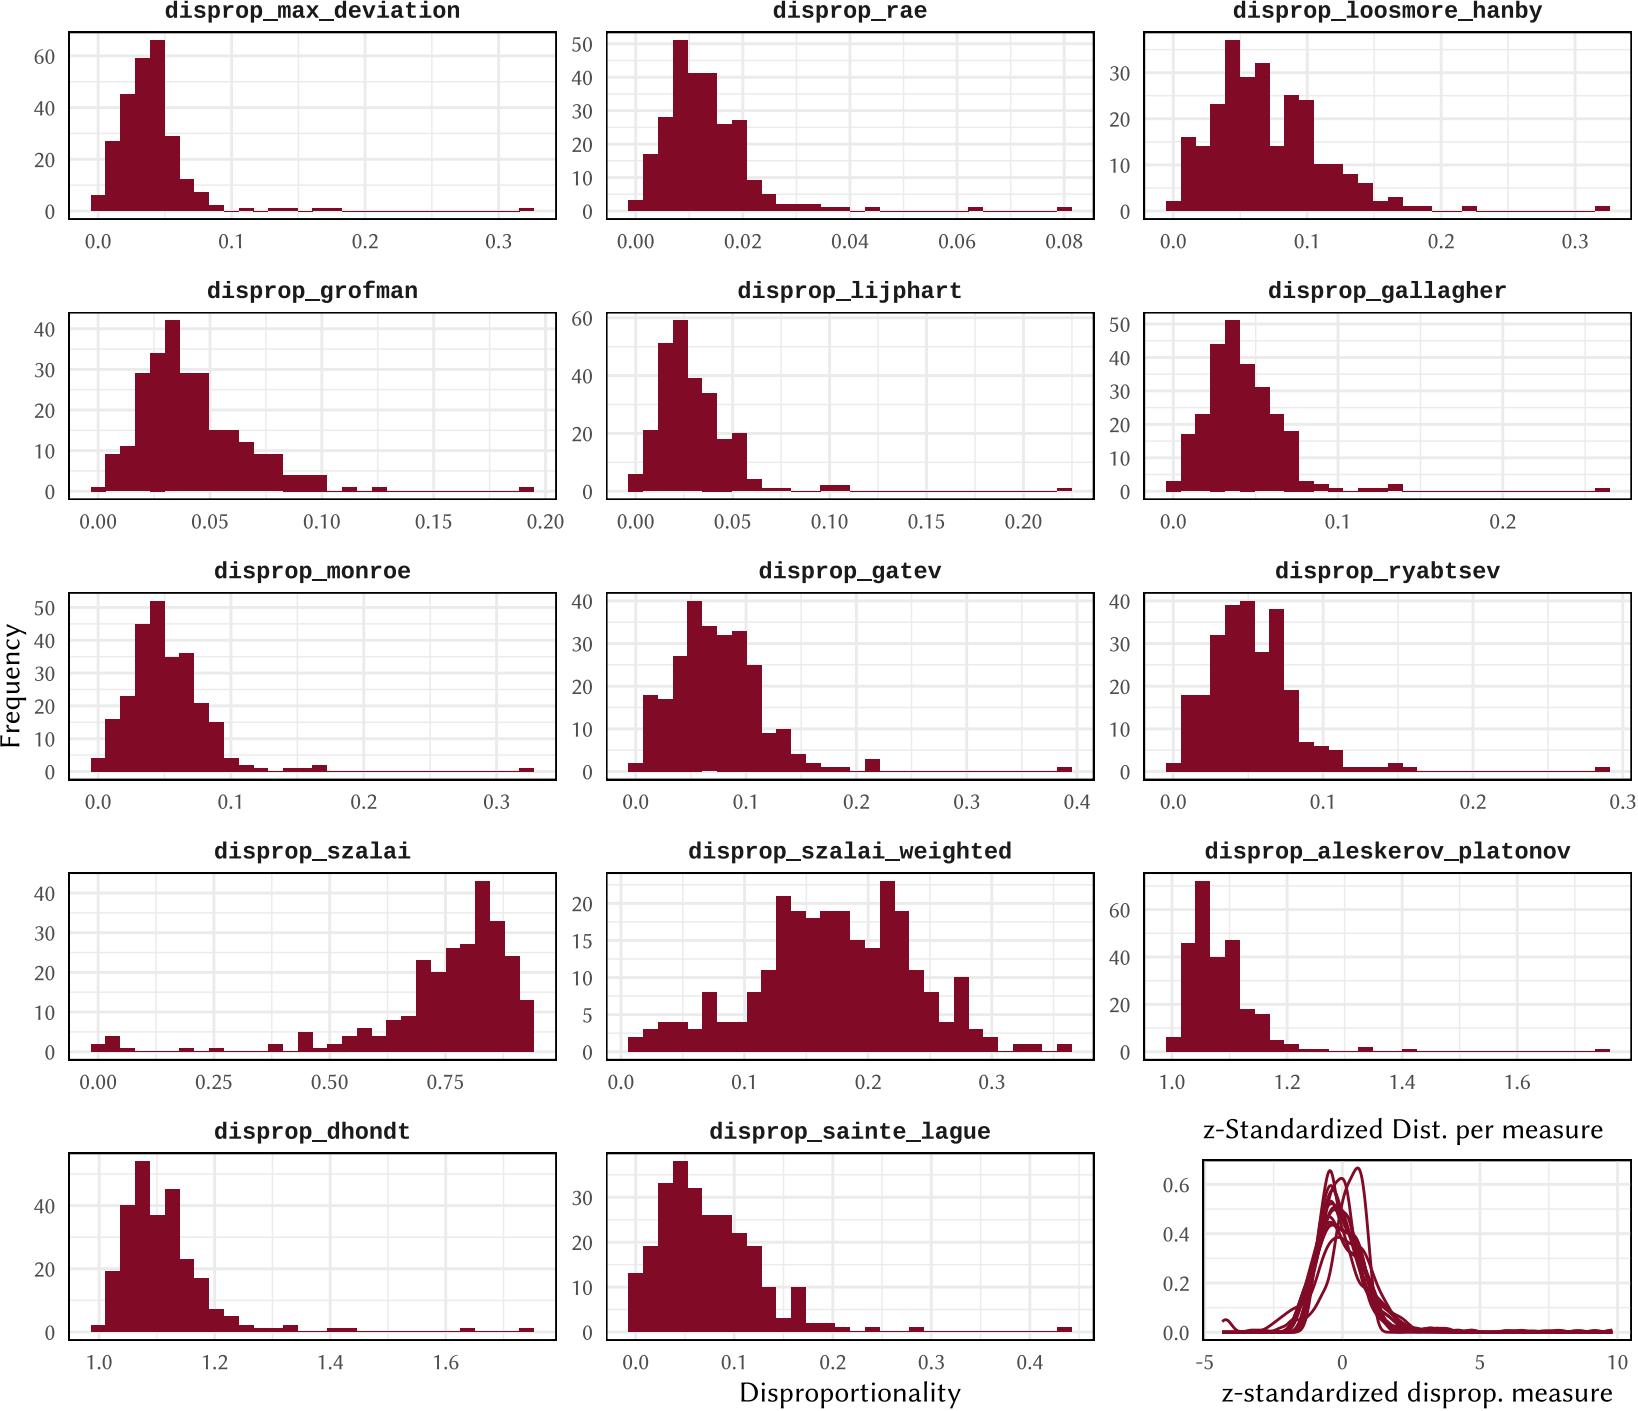 disprop_max_deviation disprop_rae disprop_loosmore_hanby
60 40 20 0
50 40 30 20 10 0
30 20 10 0
0.0 0.1 0.2 0.3
0.00 0.02 0.04 0.06 0.08
0.0 0.1 0.2 0.3
disprop_grofman disprop_lijphart disprop_gallagher
40 30 20 10 0
60 40 20 0
50 40 30 20 10 0
0.00 0.05 0.10 0.15 0.20
0.00 0.05 0.10 0.15 0.20
0.0 0.1 0.2
disprop_monroe disprop_gatev disprop_ryabtsev
Frequency
50 40 30 20 10 0
40 30 20 10 0
40 30 20 10 0
0.0 0.1 0.2 0.3
0.0 0.1 0.2 0.3 0.4
0.0 0.1 0.2 0.3
disprop_szalai disprop_szalai_weighted disprop_aleskerov_platonov
40 30 20 10 0
20 15 10 5 0
60 40 20 0
0.00 0.25 0.50 0.75
0.0 0.1 0.2 0.3
1.0 1.2 1.4 1.6
disprop_dhondt disprop_sainte_lague z-Standardized Dist. per measure
40 20 0
30 20 10 0
0.6 0.4 0.2 0.0
1.0 1.2 1.4 1.6
0.0 0.1 0.2 0.3 0.4
-5 0 5 10
Disproportionality z-standardized disprop. measure